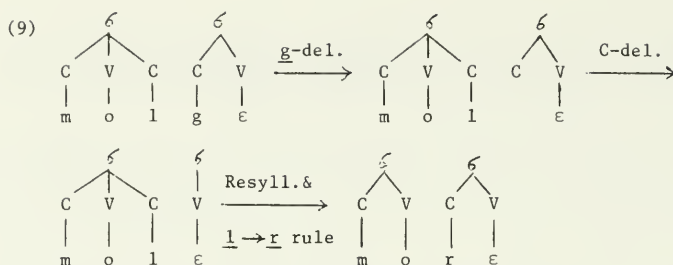 (9) б б g-del. б б C-del.
C V C C V C V C C V
m o l g ɛ m o l ɛ
б б Resyll.& б б
C V C V C V C V
l → r rule
m o l ɛ m o r ɛ